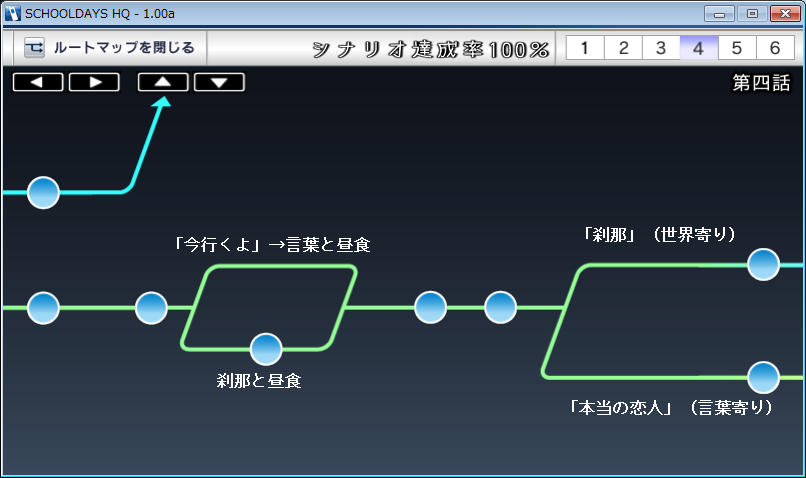 SCHOOLDAYS HQ - 1.00a
ルートマップを閉じる
シナリオ達成率100%
1 2 3 4 5 6
第四話
「今行くよ」→言葉と昼食
「刹那」（世界寄り）
刹那と昼食
「本当の恋人」（言葉寄り）